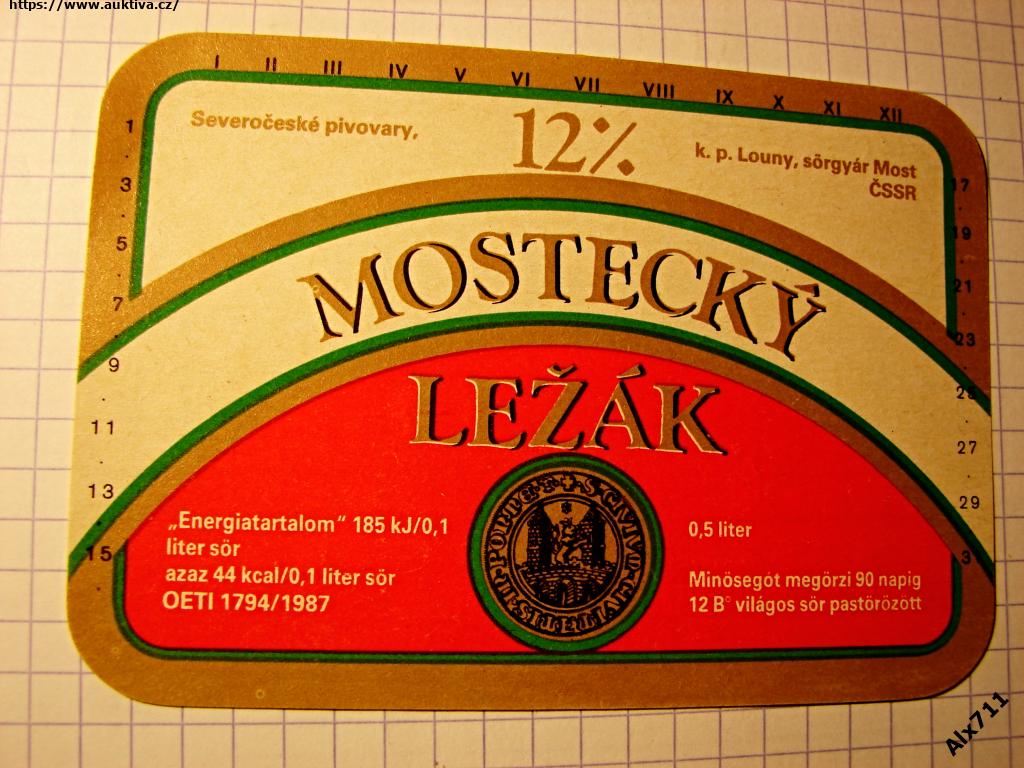 https://www.auktiva.cz/
I II III IV V VI VII VIII IX X XI XII
Severočeské pivovary,
12%
k. p. Louny, sörgyár Most
ČSSR
1
3
5
7
9
11
13
15
17
19
21
23
25
27
29
3
MOSTECKÝ
LEŽÁK
„Energiatartalom“ 185 kJ/0,1
liter sör
azaz 44 kcal/0,1 liter sör
OETI 1794/1987
0,5 liter
Minösegót megörzi 90 napig
12 B° világos sör pastörözött
Alx711